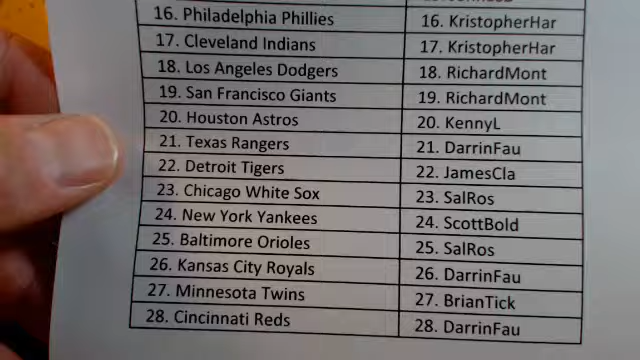 16. Philadelphia Phillies 16. KristopherHar
17. Cleveland Indians 17. KristopherHar
18. Los Angeles Dodgers 18. RichardMont
19. San Francisco Giants 19. RichardMont
20. Houston Astros 20. KennyL
21. Texas Rangers 21. DarrinFau
22. Detroit Tigers 22. JamesCla
23. Chicago White Sox 23. SalRos
24. New York Yankees 24. ScottBold
25. Baltimore Orioles 25. SalRos
26. Kansas City Royals 26. DarrinFau
27. Minnesota Twins 27. BrianTick
28. Cincinnati Reds 28. DarrinFau